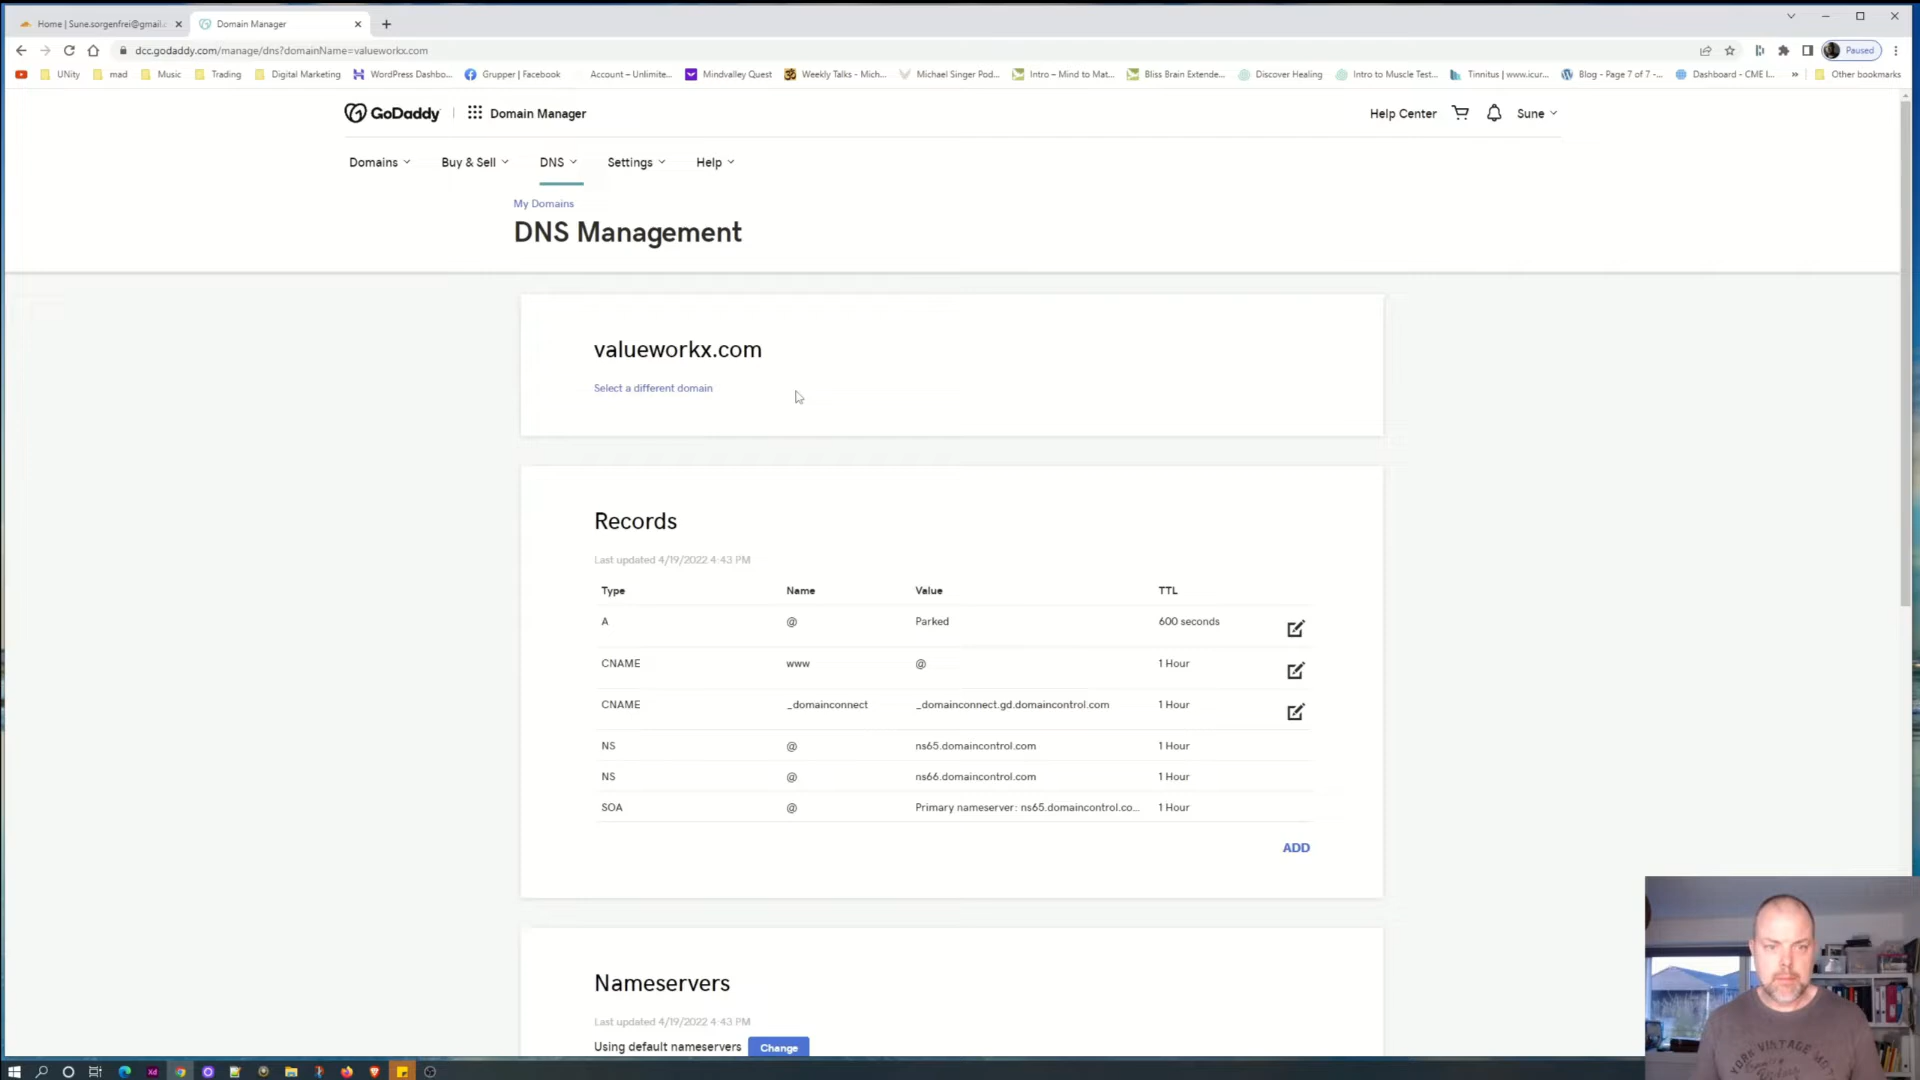 Home | Sune.sorgenfrei@gmail.c
Domain Manager
dcc.godaddy.com/manage/dns?domainName=valueworkx.com
Paused
UNity
mad
Music
Trading
Digital Marketing
WordPress Dashbo...
Grupper | Facebook
Account – Unlimite...
Mindvalley Quest
Weekly Talks - Mich...
Michael Singer Pod...
Intro – Mind to Mat...
Bliss Brain Extende...
Discover Healing
Intro to Muscle Test...
Tinnitus | www.icur...
Blog - Page 7 of 7 -...
Dashboard - CME I...
Other bookmarks
GoDaddy
Domain Manager
Help Center
Sune
Domains
Buy & Sell
DNS
Settings
Help
My Domains
DNS Management
valueworkx.com
Select a different domain
Records
Last updated 4/19/2022 4:43 PM
Type Name Value TTL
A @ Parked 600 seconds
CNAME www @ 1 Hour
CNAME _domainconnect _domainconnect.gd.domaincontrol.com 1 Hour
NS @ ns65.domaincontrol.com 1 Hour
NS @ ns66.domaincontrol.com 1 Hour
SOA @ Primary nameserver: ns65.domaincontrol.co... 1 Hour
ADD
Nameservers
Last updated 4/19/2022 4:43 PM
Using default nameservers Change
Xd